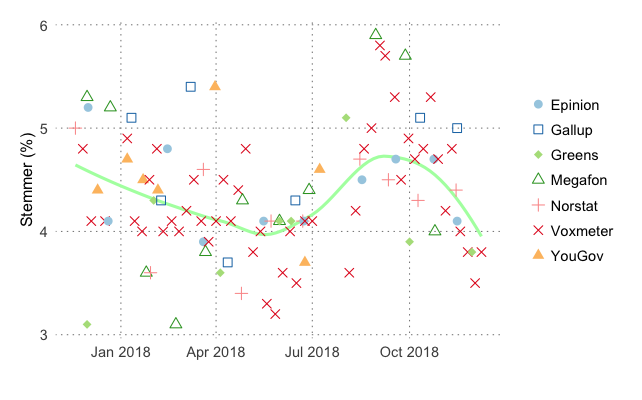 6
5
4
3
Stemmer (%)
Jan 2018
Apr 2018
Jul 2018
Oct 2018
Epinion
Gallup
Greens
Megafon
Norstat
Voxmeter
YouGov